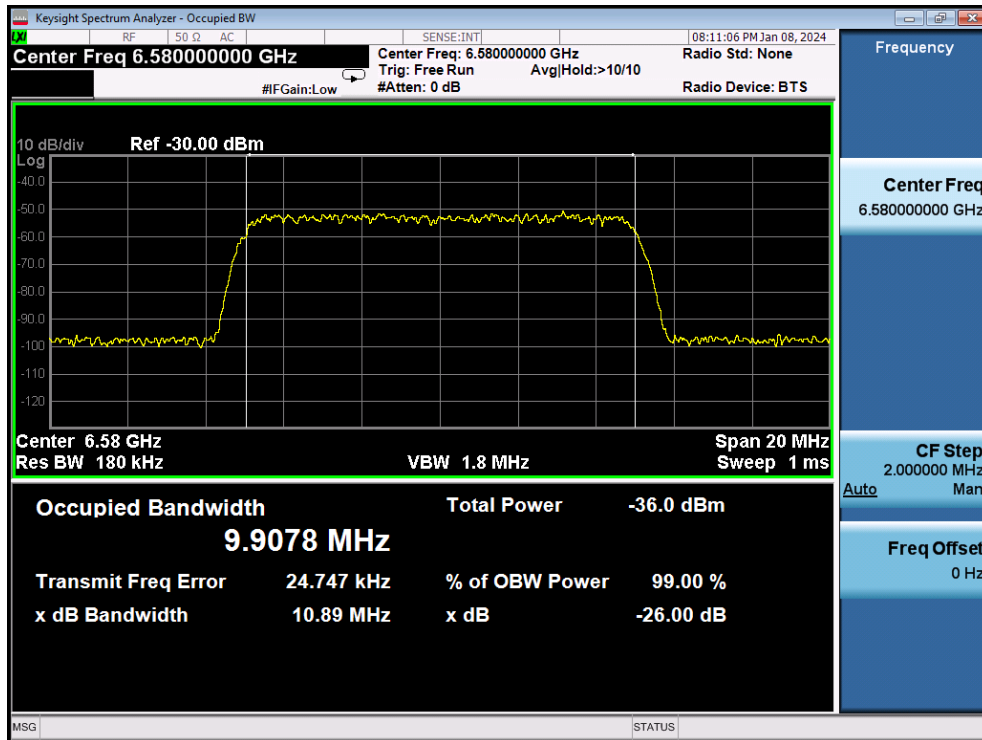 Keysight Spectrum Analyzer - Occupied BW
LXI RF 50 Ω AC SENSE:INT 08:11:06 PM Jan 08, 2024
Center Freq 6.580000000 GHz
Center Freq: 6.580000000 GHz Radio Std: None
Trig: Free Run Avg|Hold:>10/10
#IFGain:Low #Atten: 0 dB Radio Device: BTS
Frequency
10 dB/div Ref -30.00 dBm
Log
-40.0
-50.0
-60.0
-70.0
-80.0
-90.0
-100
-110
-120
Center Freq
6.580000000 GHz
Center 6.58 GHz Span 20 MHz
Res BW 180 kHz VBW 1.8 MHz Sweep 1 ms
CF Step
2.000000 MHz
Auto Man
Occupied Bandwidth Total Power -36.0 dBm
9.9078 MHz
Transmit Freq Error 24.747 kHz % of OBW Power 99.00 %
x dB Bandwidth 10.89 MHz x dB -26.00 dB
Freq Offset
0 Hz
MSG STATUS